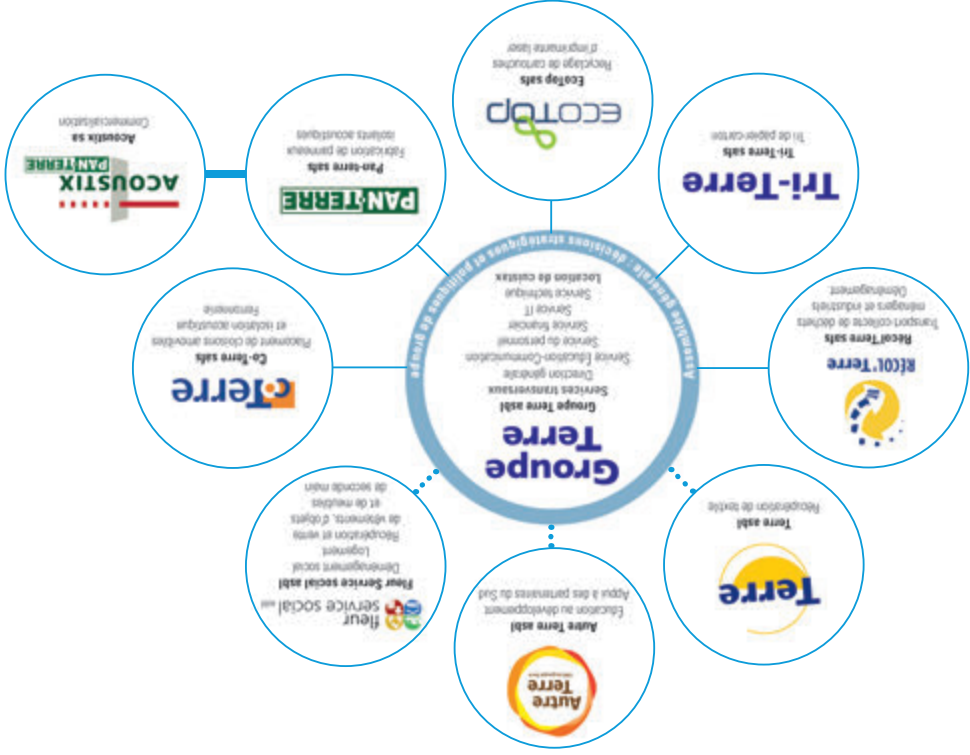 Autre
Terre
Autre Terre asbl
Éducation au développement
Appui à des partenaires du Sud
Terre
Terre asbl
Récupération de textile
fleur
service social asbl
Fleur Service social asbl
Déménagement social
Logement
Récupération et vente
de vêtements, d'objets
et de meubles
de seconde main
RÉCOL'Terre
Récol'Terre safs
Transport-collecte de déchets
ménagers et industriels
Déménagement
Groupe
Terre
Groupe Terre asbl
Services transversaux
Direction générale
Service Éducation-Communication
Service du personnel
Service financier
Service IT
Service technique
Location de cuistax
Assemblée générale : décisions stratégiques et politiques de groupe
c·Terre
Co-Terre safs
Placement de cloisons amovibles
et isolation acoustique
Ferronnerie
Tri-Terre
Tri-Terre safs
Tri de papier-carton
ECOTOP
EcoTop safs
Recyclage de cartouches
d'imprimante laser
PAN-TERRE
Pan-terre safs
Fabrication de panneaux
isolants acoustiques
ACOUSTIX
PAN-TERRE
Acoustix sa
Commercialisation